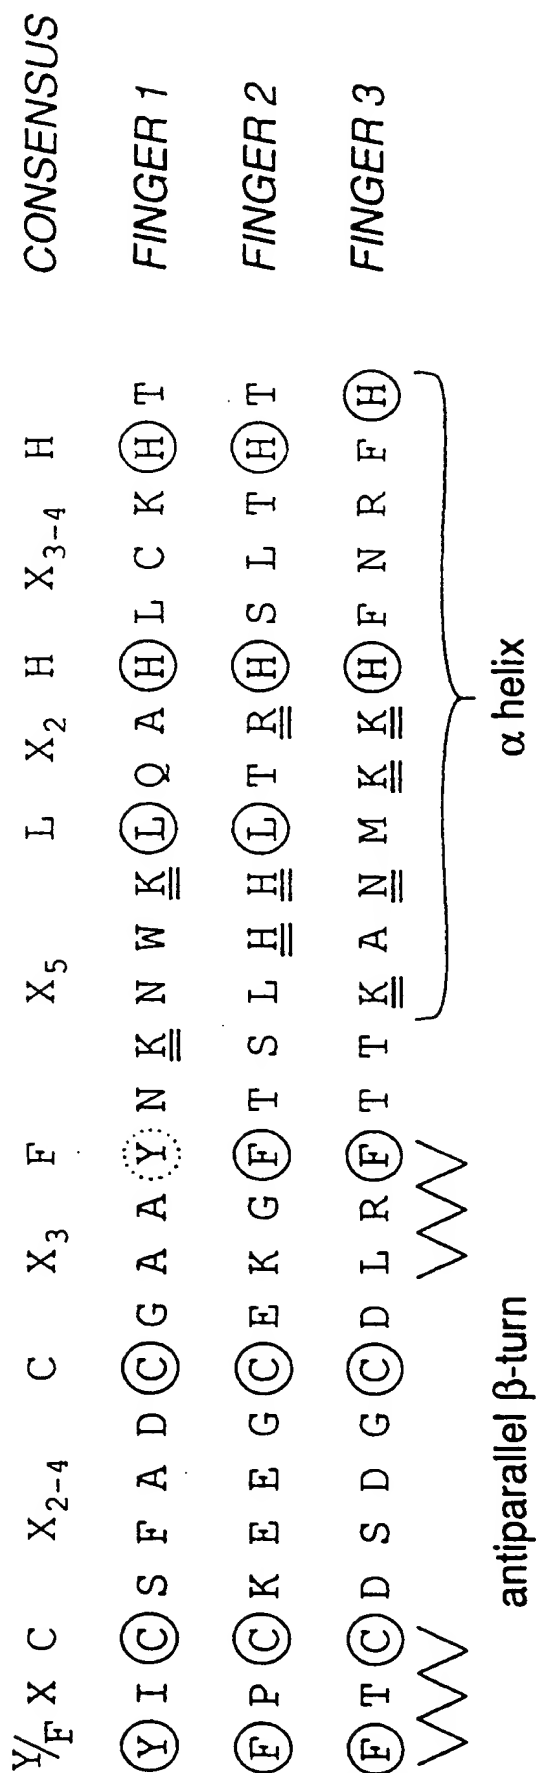 Y/F X C X2-4 C X3 F X5 L X2 H X3-4 H CONSENSUS
Y I C S F A D C G A A Y N K N W K L Q A H L C K H T FINGER 1
F P C K E E G C E K G F T S L H H L T R H S L T H T FINGER 2
F T C D S D G C D L R F T T K A N M K K H F N R F H FINGER 3
antiparallel β-turn α helix